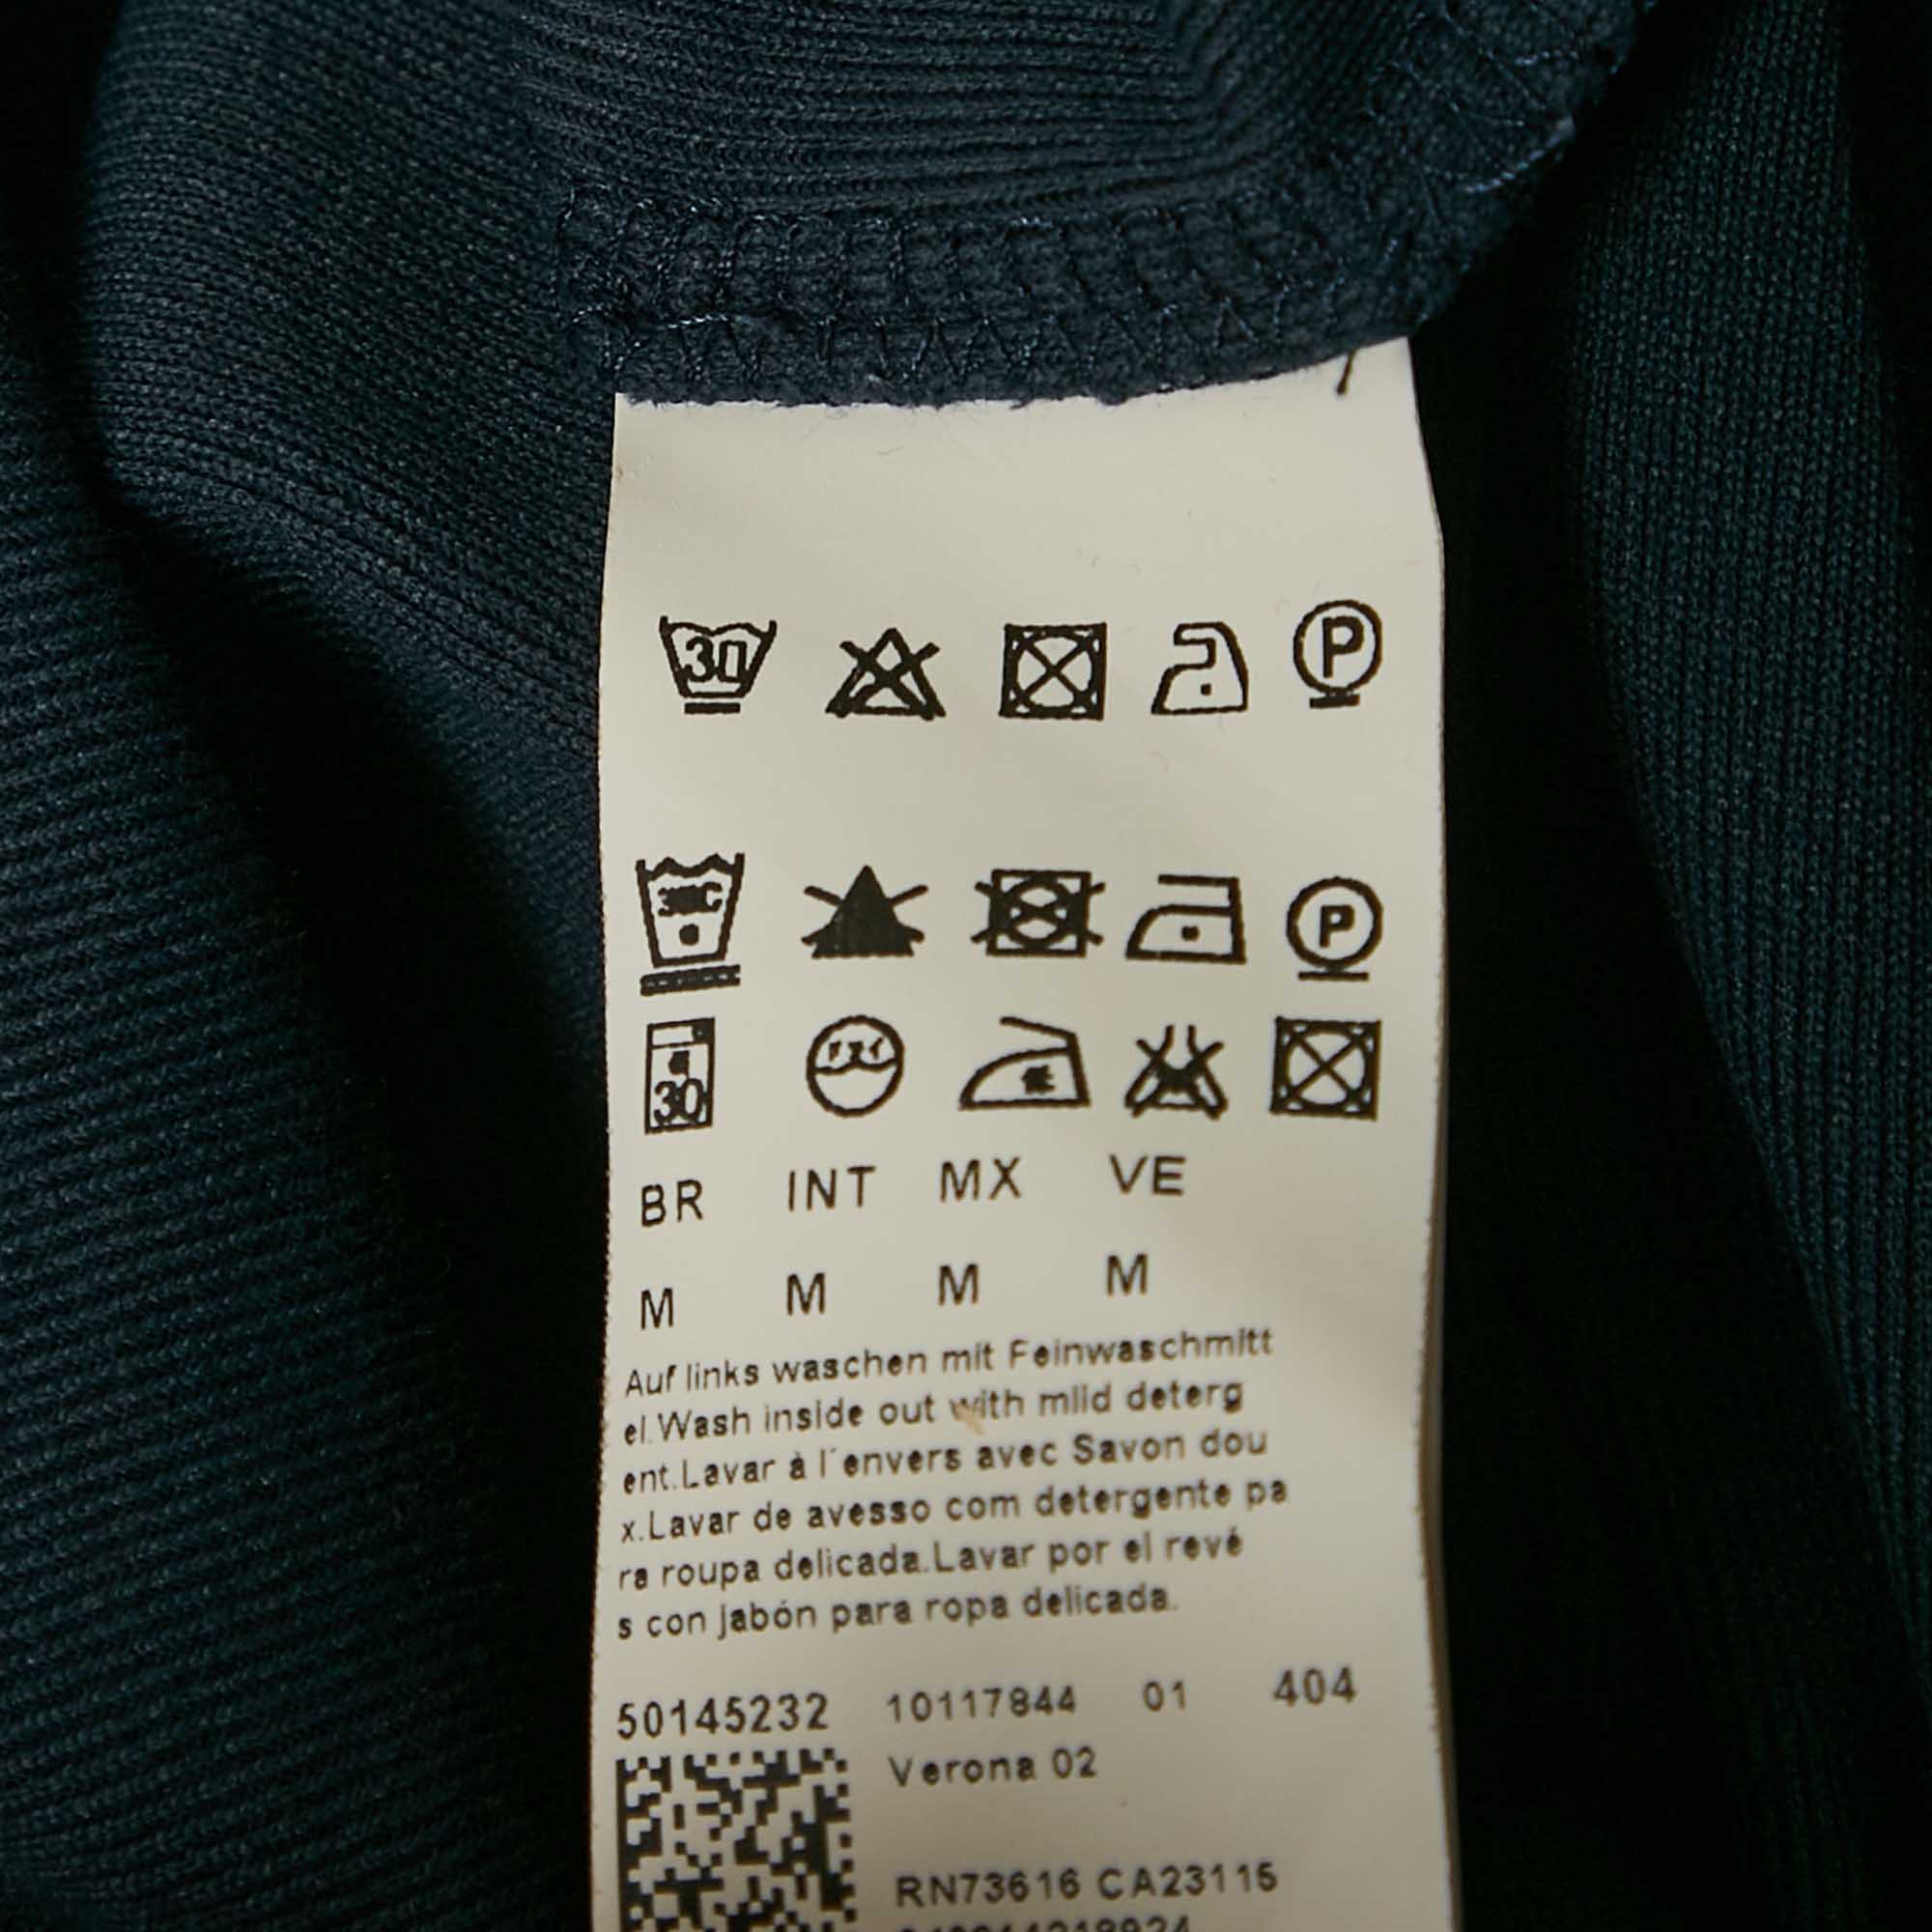 30
P
P
30
BR INT MX VE
M M M M
Auf links waschen mit Feinwaschmitt
el.Wash inside out with mild deterg
ent.Lavar à l'envers avec Savon dou
x.Lavar de avesso com detergente pa
ra roupa delicada.Lavar por el revé
s con jabón para ropa delicada.
50145232 10117844 01 404
Verona 02
RN73616 CA23115